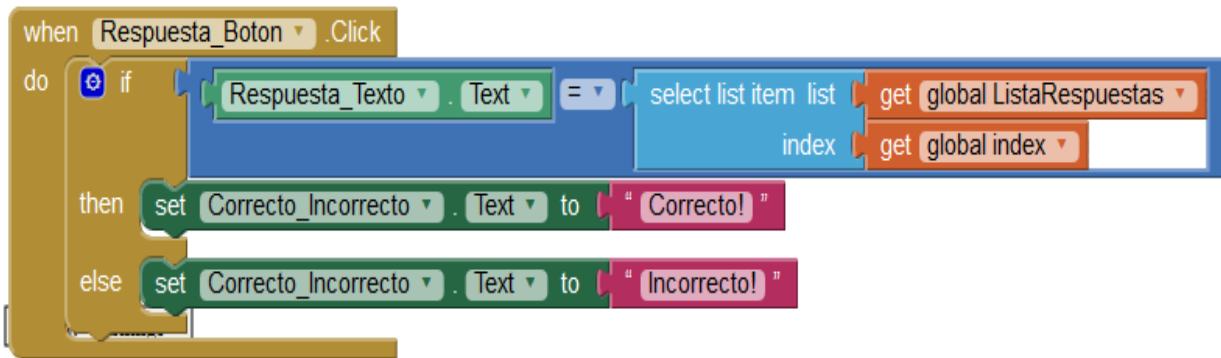 when Respuesta_Boton .Click
do if Respuesta_Texto . Text = select list item list get global ListaRespuestas
index get global index
then set Correcto_Incorrecto . Text to " Correcto! "
else set Correcto_Incorrecto . Text to " Incorrecto! "